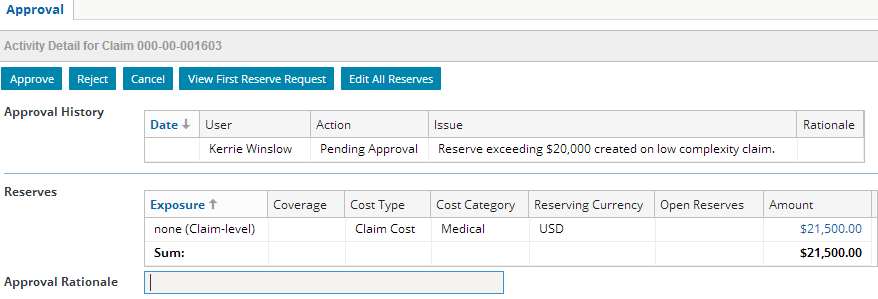 Approval
Activity Detail for Claim 000-00-001603
Approve Reject Cancel View First Reserve Request Edit All Reserves
Approval History
Date User Action Issue Rationale
Kerrie Winslow Pending Approval Reserve exceeding $20,000 created on low complexity claim.
Reserves
Exposure Coverage Cost Type Cost Category Reserving Currency Open Reserves Amount
none (Claim-level) Claim Cost Medical USD $21,500.00
Sum: $21,500.00
Approval Rationale